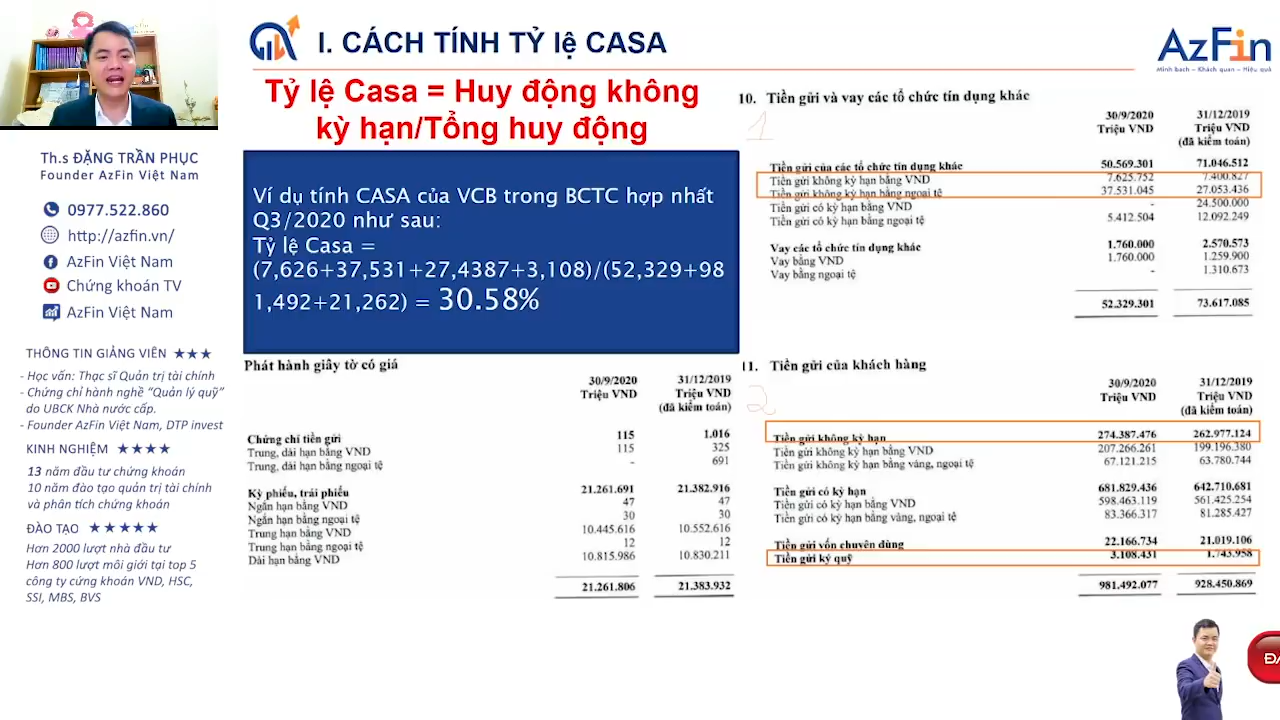 I. CÁCH TÍNH TỶ lệ CASA
AzFin
Minh bạch – Khách quan – Hiệu quả
Tỷ lệ Casa = Huy động không
kỳ hạn/Tổng huy động
Ví dụ tính CASA của VCB trong BCTC hợp nhất
Q3/2020 như sau:
Tỷ lệ Casa =
(7,626+37,531+27,4387+3,108)/(52,329+98
1,492+21,262) = 30.58%
Th.s ĐẶNG TRẦN PHỤC
Founder AzFin Việt Nam
0977.522.860
http://azfin.vn/
AzFin Việt Nam
Chứng khoán TV
AzFin Việt Nam
THÔNG TIN GIẢNG VIÊN ★★★
- Học vấn: Thạc sĩ Quản trị tài chính
- Chứng chỉ hành nghề “Quản lý quỹ”
do UBCK Nhà nước cấp.
- Founder AzFin Việt Nam, DTP invest
KINH NGHIỆM ★★★★
13 năm đầu tư chứng khoán
10 năm đào tạo quản trị tài chính
và phân tích chứng khoán
ĐÀO TẠO ★★★★★
Hơn 2000 lượt nhà đầu tư
Hơn 800 lượt môi giới tại top 5
công ty cứng khoán VND, HSC,
SSI, MBS, BVS
10. Tiền gửi và vay các tổ chức tín dụng khác
1
30/9/2020 31/12/2019
Triệu VND Triệu VND
(đã kiểm toán)
Tiền gửi của các tổ chức tín dụng khác 50.569.301 71.046.512
Tiền gửi không kỳ hạn bằng VND 7.625.752 7.400.827
Tiền gửi không kỳ hạn bằng ngoại tệ 37.531.045 27.053.436
Tiền gửi có kỳ hạn bằng VND - 24.500.000
Tiền gửi có kỳ hạn bằng ngoại tệ 5.412.504 12.092.249
Vay các tổ chức tín dụng khác 1.760.000 2.570.573
Vay bằng VND 1.760.000 1.259.900
Vay bằng ngoại tệ - 1.310.673
52.329.301 73.617.085
Phát hành giấy tờ có giá
30/9/2020 31/12/2019
Triệu VND Triệu VND
(đã kiểm toán)
Chứng chỉ tiền gửi 115 1.016
Trung, dài hạn bằng VND 115 325
Trung, dài hạn bằng ngoại tệ - 691
Kỳ phiếu, trái phiếu 21.261.691 21.382.916
Ngắn hạn bằng VND 47 47
Ngắn hạn bằng ngoại tệ 30 30
Trung hạn bằng VND 10.445.616 10.552.616
Trung hạn bằng ngoại tệ 12 12
Dài hạn bằng VND 10.815.986 10.830.211
21.261.806 21.383.932
11. Tiền gửi của khách hàng
2
30/9/2020 31/12/2019
Triệu VND Triệu VND
(đã kiểm toán)
Tiền gửi không kỳ hạn 274.387.476 262.977.124
Tiền gửi không kỳ hạn bằng VND 207.266.261 199.196.380
Tiền gửi không kỳ hạn bằng vàng, ngoại tệ 67.121.215 63.780.744
Tiền gửi có kỳ hạn 681.829.436 642.710.681
Tiền gửi có kỳ hạn bằng VND 598.463.119 561.425.254
Tiền gửi có kỳ hạn bằng vàng, ngoại tệ 83.366.317 81.285.427
Tiền gửi vốn chuyên dùng 22.166.734 21.019.106
Tiền gửi ký quỹ 3.108.431 1.743.958
981.492.077 928.450.869